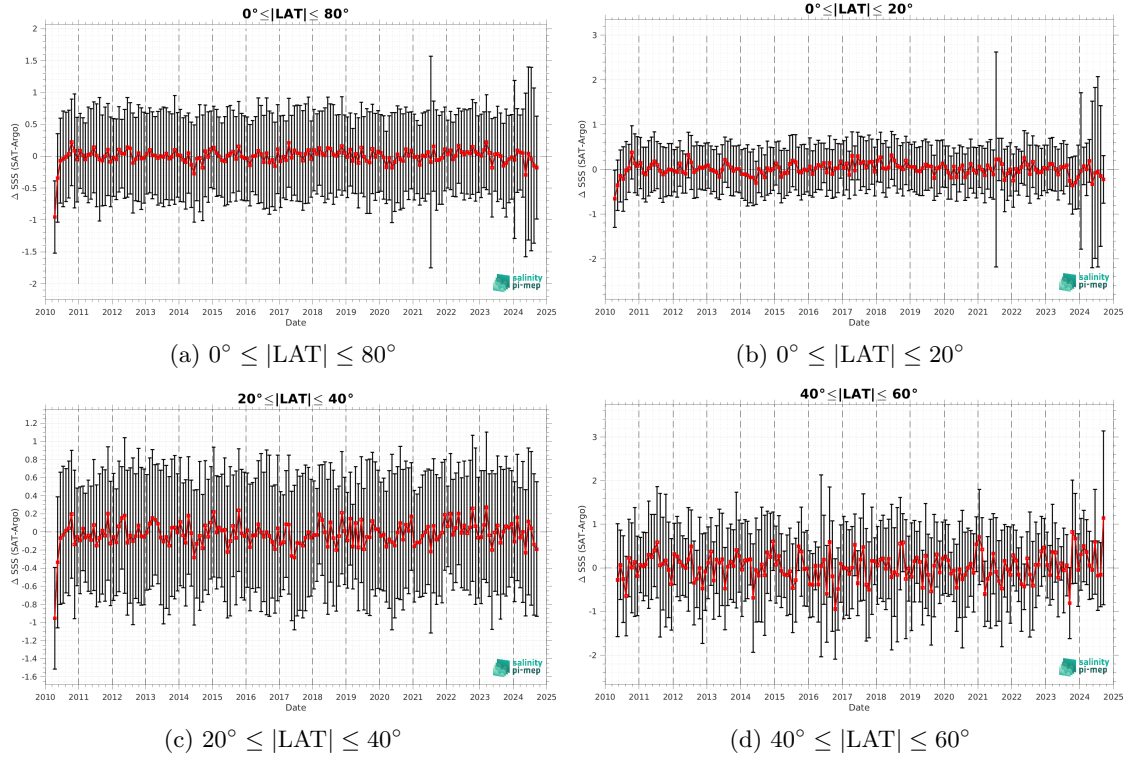 0°≤|LAT|≤ 80°
Δ SSS (SAT-Argo)
2
1.5
1
0.5
0
-0.5
-1
-1.5
-2
2010 2011 2012 2013 2014 2015 2016 2017 2018 2019 2020 2021 2022 2023 2024 2025
Date
salinity
pi-mep
(a) 0° ≤ |LAT| ≤ 80°
0°≤|LAT|≤ 20°
Δ SSS (SAT-Argo)
3
2
1
0
-1
-2
2010 2011 2012 2013 2014 2015 2016 2017 2018 2019 2020 2021 2022 2023 2024 2025
Date
salinity
pi-mep
(b) 0° ≤ |LAT| ≤ 20°
20°≤|LAT|≤ 40°
Δ SSS (SAT-Argo)
1.2
1
0.8
0.6
0.4
0.2
0
-0.2
-0.4
-0.6
-0.8
-1
-1.2
-1.4
-1.6
2010 2011 2012 2013 2014 2015 2016 2017 2018 2019 2020 2021 2022 2023 2024 2025
Date
salinity
pi-mep
(c) 20° ≤ |LAT| ≤ 40°
40°≤|LAT|≤ 60°
Δ SSS (SAT-Argo)
3
2
1
0
-1
-2
2010 2011 2012 2013 2014 2015 2016 2017 2018 2019 2020 2021 2022 2023 2024 2025
Date
salinity
pi-mep
(d) 40° ≤ |LAT| ≤ 60°